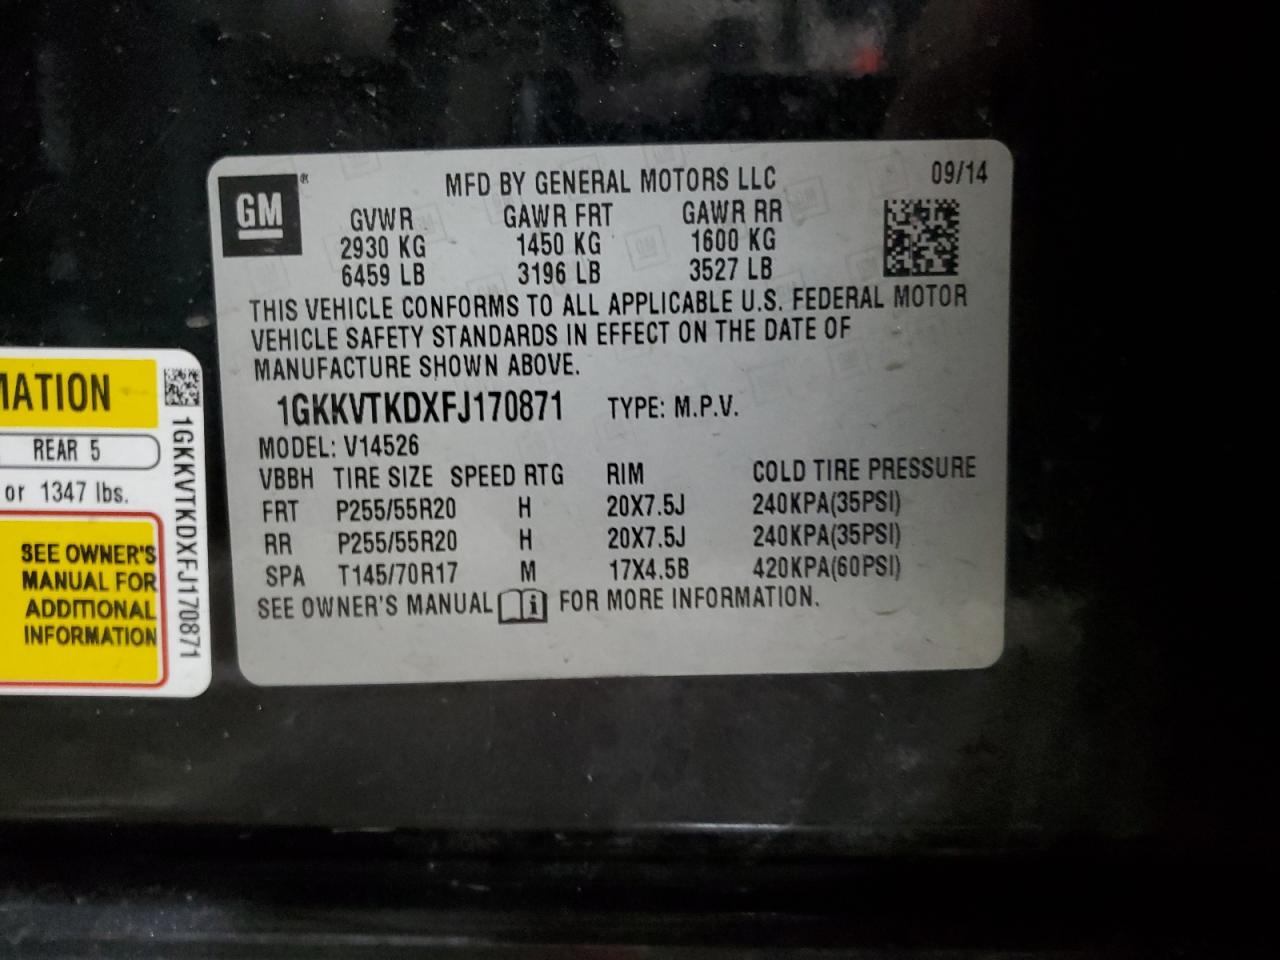 GM
MFD BY GENERAL MOTORS LLC
09/14
GVWR GAWR FRT GAWR RR
2930 KG 1450 KG 1600 KG
6459 LB 3196 LB 3527 LB
THIS VEHICLE CONFORMS TO ALL APPLICABLE U.S. FEDERAL MOTOR
VEHICLE SAFETY STANDARDS IN EFFECT ON THE DATE OF
MANUFACTURE SHOWN ABOVE.
1GKKVTKDXFJ170871 TYPE: M.P.V.
MODEL: V14526
VBBH TIRE SIZE SPEED RTG RIM COLD TIRE PRESSURE
FRT P255/55R20 H 20X7.5J 240KPA(35PSI)
RR P255/55R20 H 20X7.5J 240KPA(35PSI)
SPA T145/70R17 M 17X4.5B 420KPA(60PSI)
SEE OWNER'S MANUAL i FOR MORE INFORMATION.
MATION
REAR 5
or 1347 lbs.
SEE OWNER'S
MANUAL FOR
ADDITIONAL
INFORMATION
1GKKVTKDXFJ170871